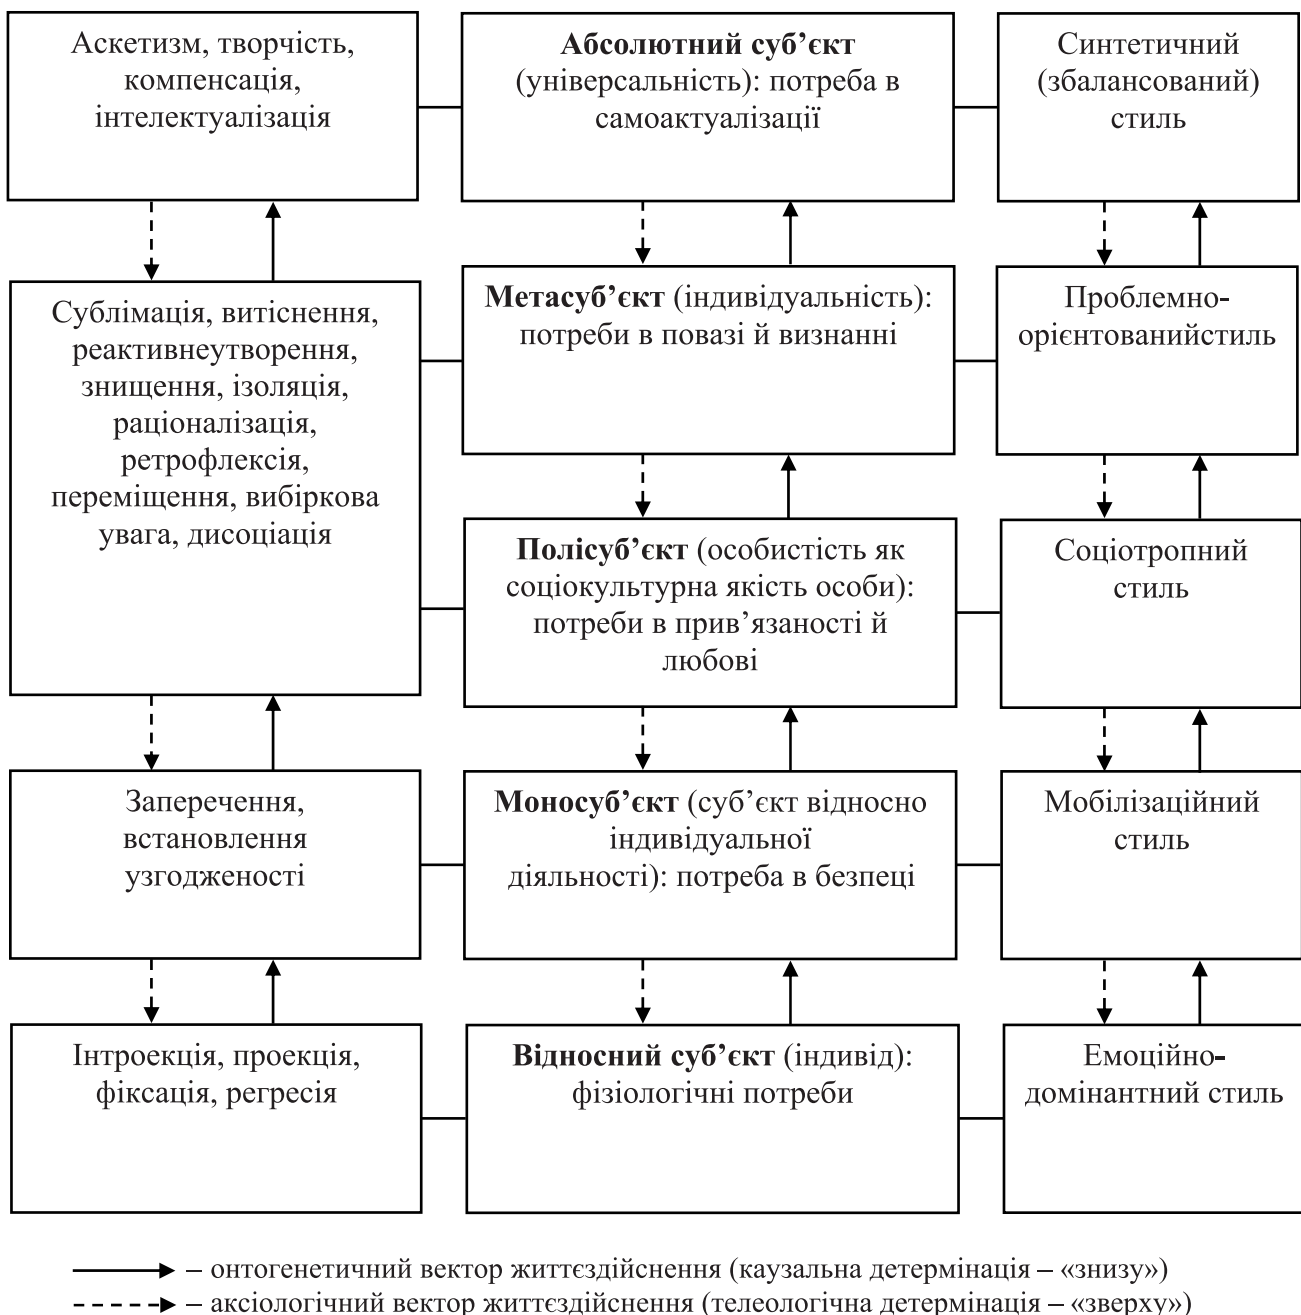 Аскетизм, творчість,
компенсація,
інтелектуалізація
Абсолютний суб’єкт
(універсальність): потреба в
самоактуалізації
Синтетичний
(збалансований)
стиль
Сублімація, витіснення,
реактивнеутворення,
знищення, ізоляція,
раціоналізація,
ретрофлексія,
переміщення, вибіркова
увага, дисоціація
Метасуб’єкт (індивідуальність):
потреби в повазі й визнанні
Проблемно-
орієнтованийстиль
Полісуб’єкт (особистість як
соціокультурна якість особи):
потреби в прив’язаності й
любові
Соціотропний
стиль
Заперечення,
встановлення
узгодженості
Моносуб’єкт (суб’єкт відносно
індивідуальної
діяльності): потреба в безпеці
Мобілізаційний
стиль
Інтроекція, проекція,
фіксація, регресія
Відносний суб’єкт (індивід):
фізіологічні потреби
Емоційно-
домінантний стиль
– онтогенетичний вектор життєздійснення (каузальна детермінація – «знизу»)
– аксіологічний вектор життєздійснення (телеологічна детермінація – «зверху»)